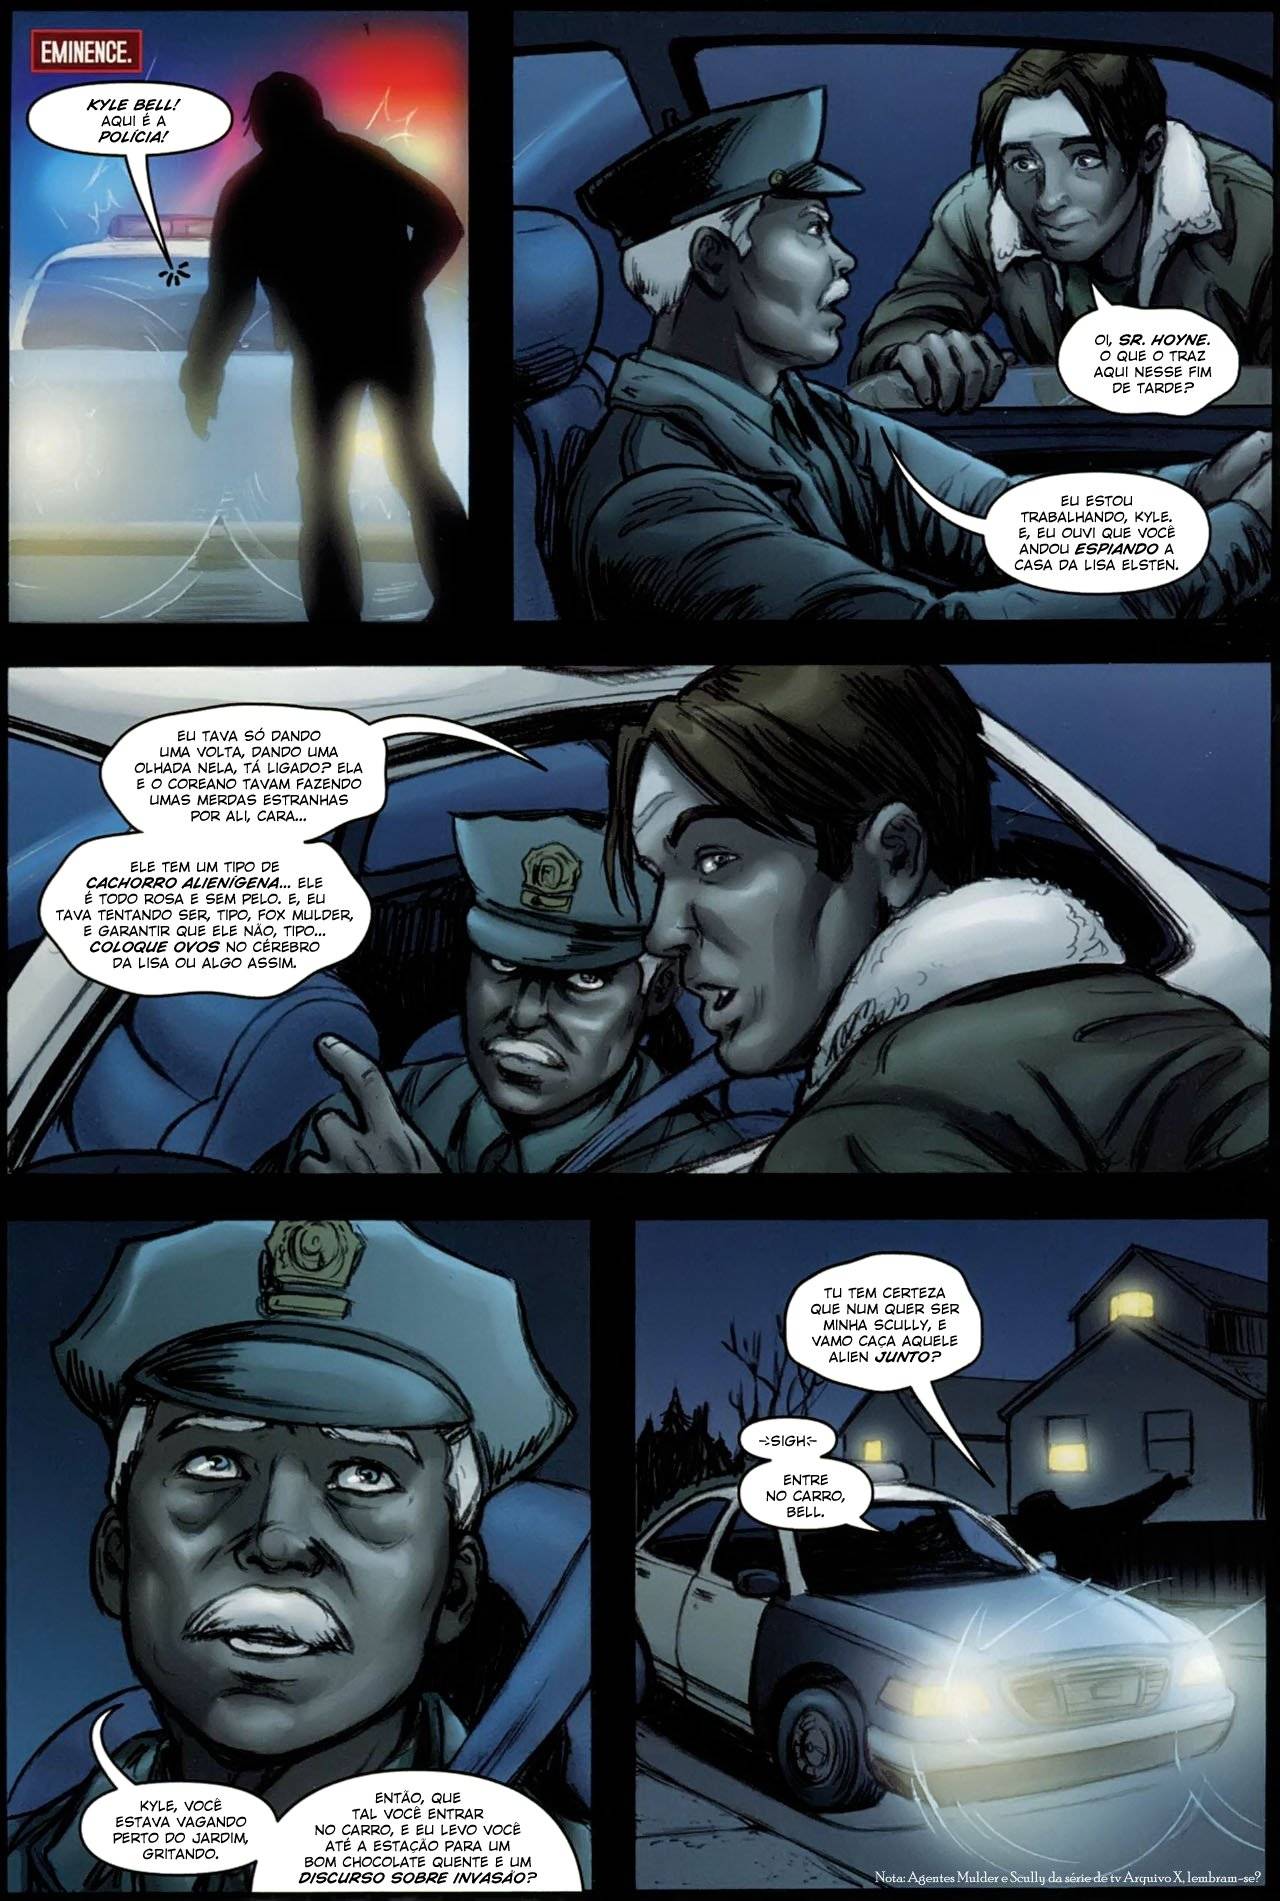 EMINENCE.
KYLE BELL!
AQUI É A
POLÍCIA!
OI, SR. HOYNE.
O QUE O TRAZ
AQUI NESSE FIM
DE TARDE?
EU ESTOU
TRABALHANDO, KYLE.
E, EU OUVI QUE VOCÊ
ANDOU ESPIANDO A
CASA DA LISA ELSTEN.
EU TAVA SÓ DANDO
UMA VOLTA, DANDO UMA
OLHADA NELA, TÁ LIGADO? ELA
E O COREANO TAVAM FAZENDO
UMAS MERDAS ESTRANHAS
POR ALI, CARA...
ELE TEM UM TIPO DE
CACHORRO ALIENÍGENA... ELE
É TODO ROSA E SEM PELO. E, EU
TAVA TENTANDO SER, TIPO, FOX MULDER,
E GARANTIR QUE ELE NÃO, TIPO...
COLOQUE OVOS NO CÉREBRO
DA LISA OU ALGO ASSIM.
KYLE, VOCÊ
ESTAVA VAGANDO
PERTO DO JARDIM,
GRITANDO.
ENTÃO, QUE
TAL VOCÊ ENTRAR
NO CARRO, E EU LEVO VOCÊ
ATÉ A ESTAÇÃO PARA UM
BOM CHOCOLATE QUENTE E UM
DISCURSO SOBRE INVASÃO?
TU TEM CERTEZA
QUE NUM QUER SER
MINHA SCULLY, E
VAMO CAÇA AQUELE
ALIEN JUNTO?
-SIGH-
ENTRE
NO CARRO,
BELL.
Nota: Agentes Mulder e Scully da série de tv Arquivo X, lembram-se?